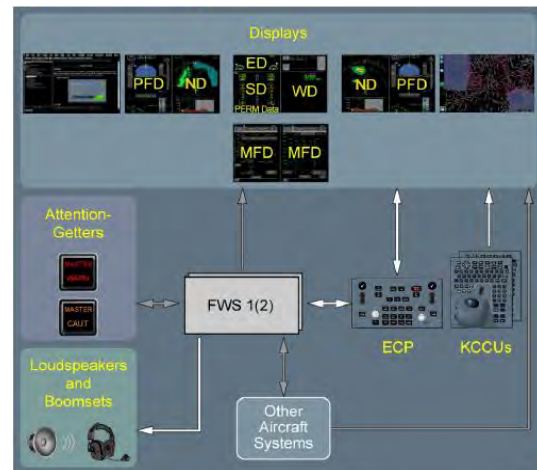 Displays
PFD
ND
ED
SD
PERM Data
WD
ND
PFD
MFD
MFD
Attention-
Getters
MASTER
WARN
MASTER
CAUT
FWS 1(2)
ECP
KCCUs
Loudspeakers
and
Boomsets
Other
Aircraft
Systems